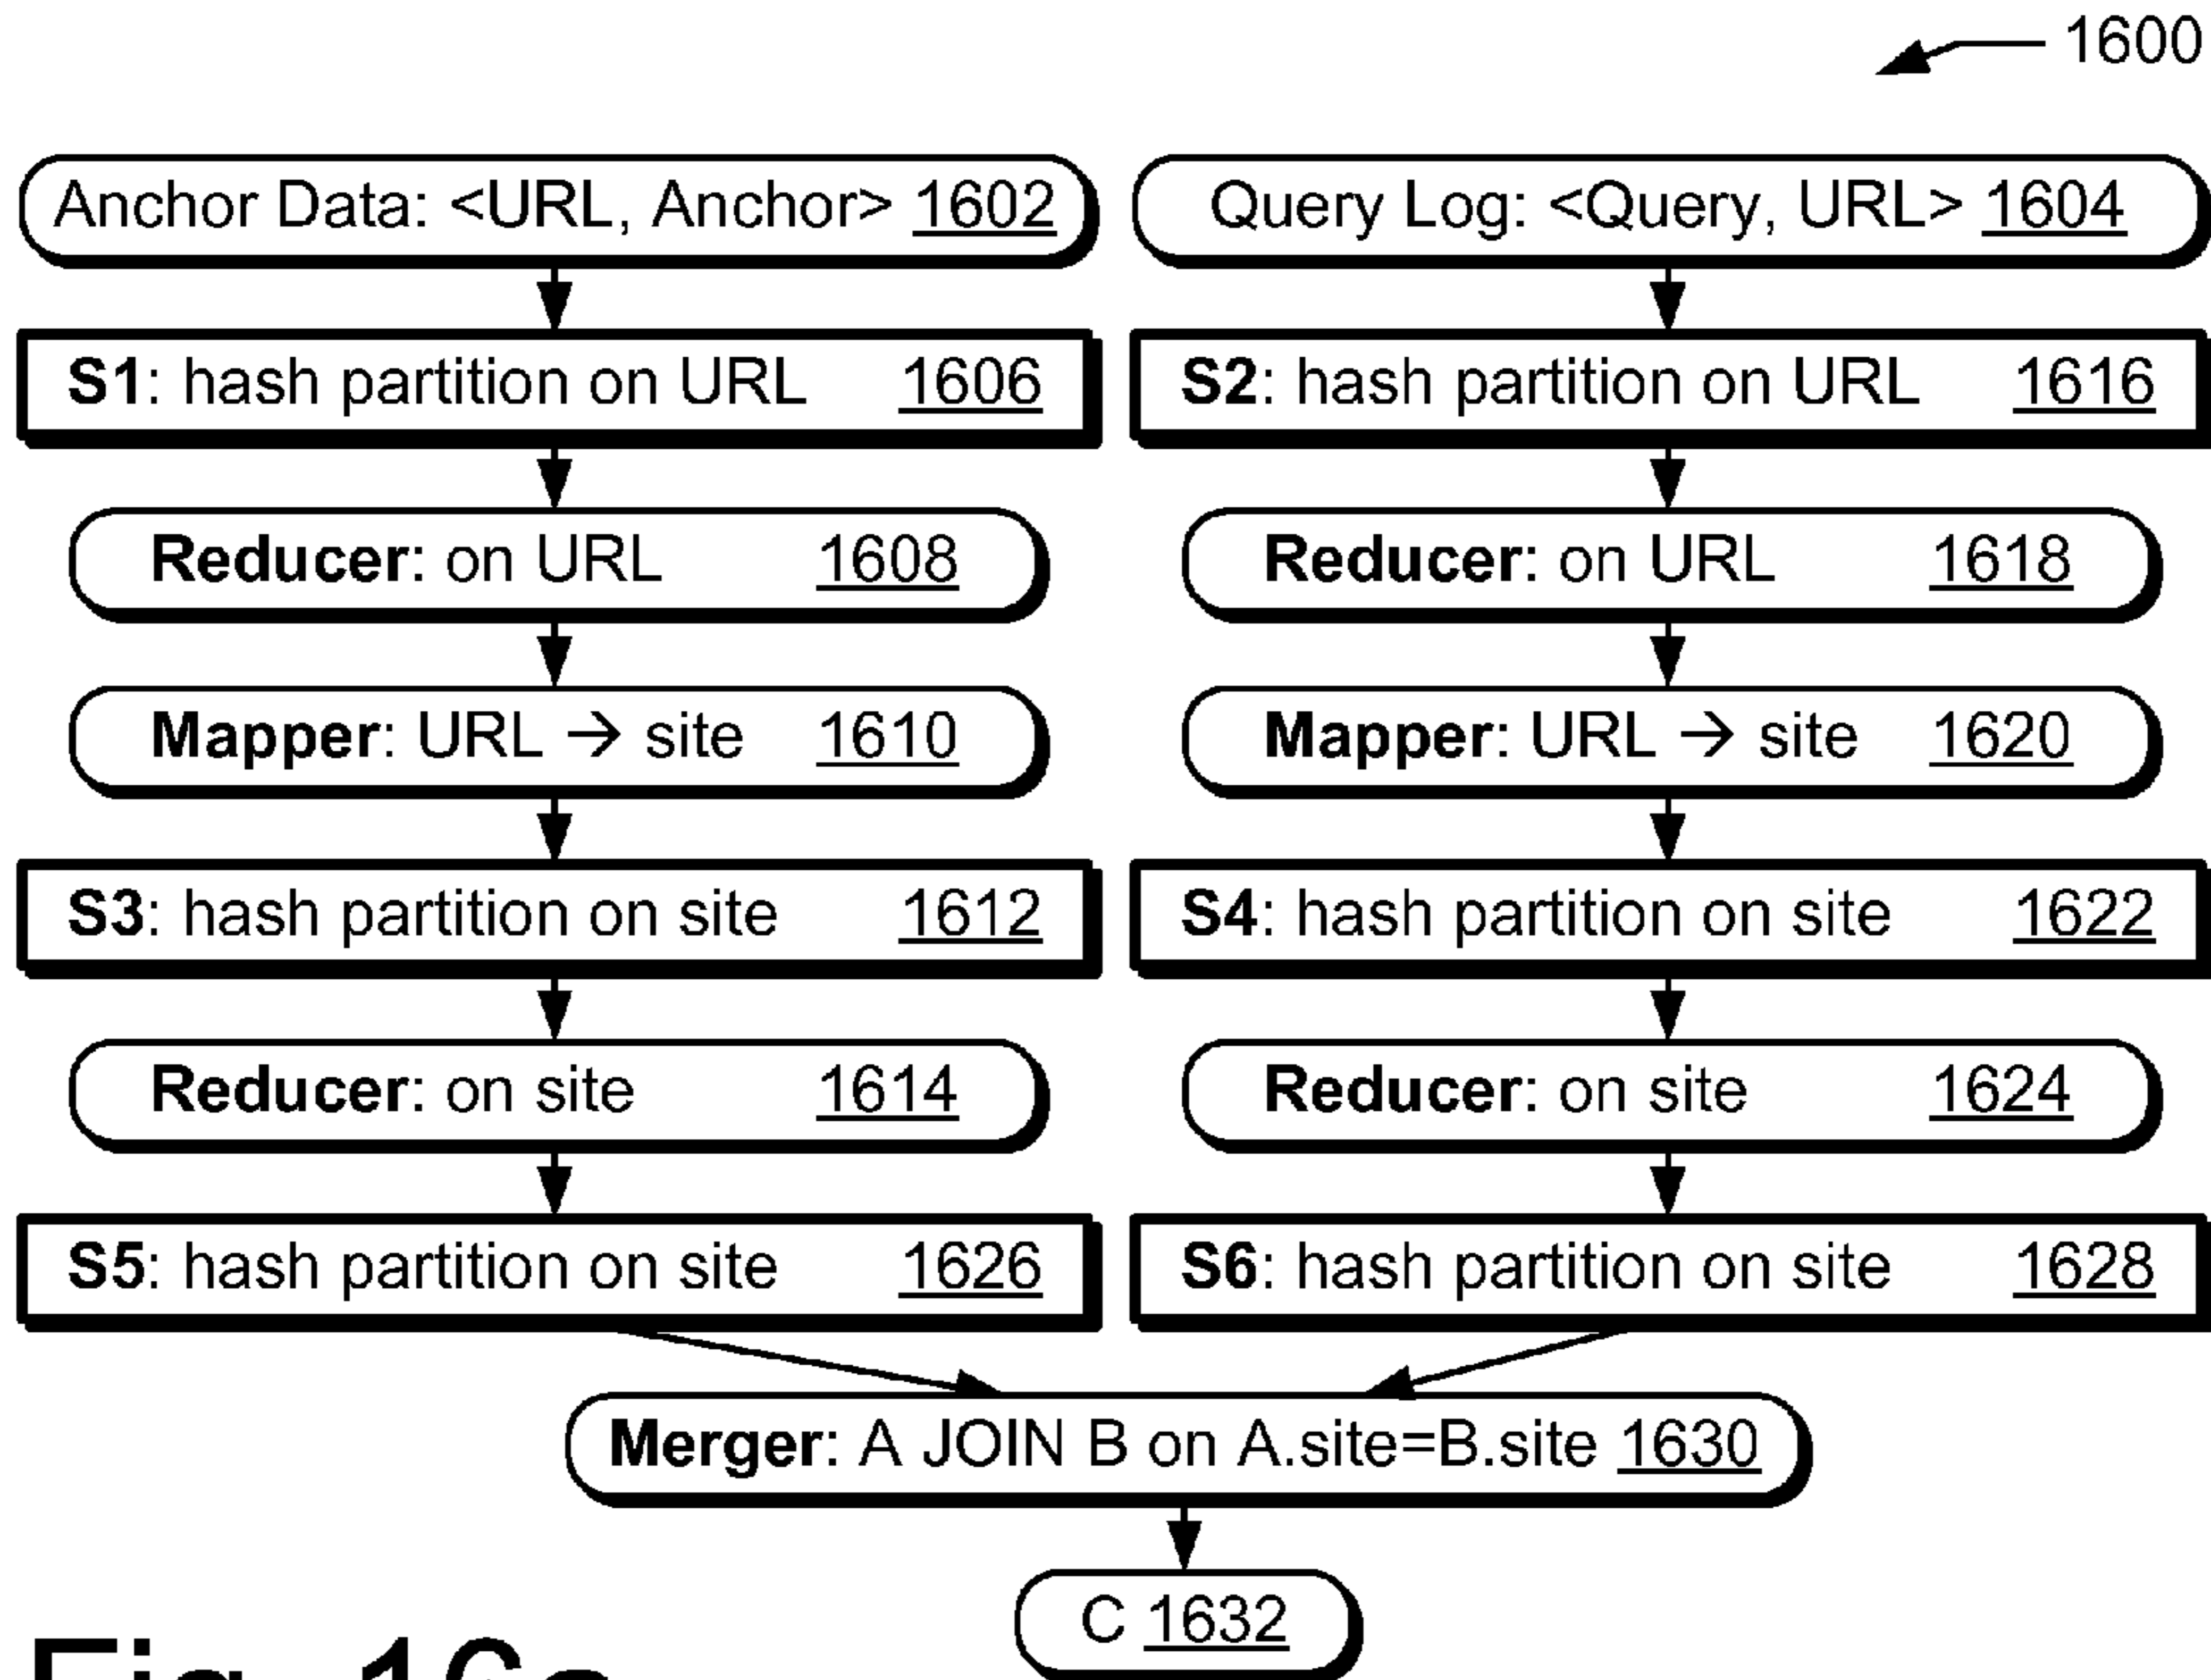 1600
Anchor Data: <URL, Anchor> 1602
Query Log: <Query, URL> 1604
S1: hash partition on URL 1606
S2: hash partition on URL 1616
Reducer: on URL 1608
Reducer: on URL 1618
Mapper: URL → site 1610
Mapper: URL → site 1620
S3: hash partition on site 1612
S4: hash partition on site 1622
Reducer: on site 1614
Reducer: on site 1624
S5: hash partition on site 1626
S6: hash partition on site 1628
Merger: A JOIN B on A.site=B.site 1630
C 1632
Fig.